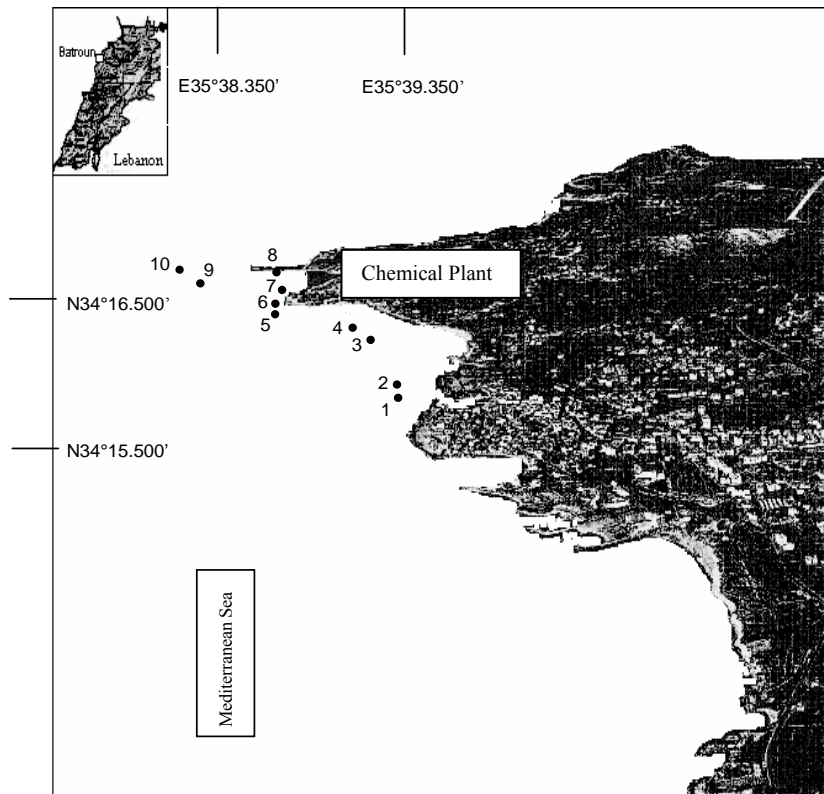 Batroun
Lebanon
E35°38.350’
E35°39.350’
8
Chemical Plant
10
9
7
N34°16.500’
6
5
4
3
2
1
N34°15.500’
Mediterranean Sea